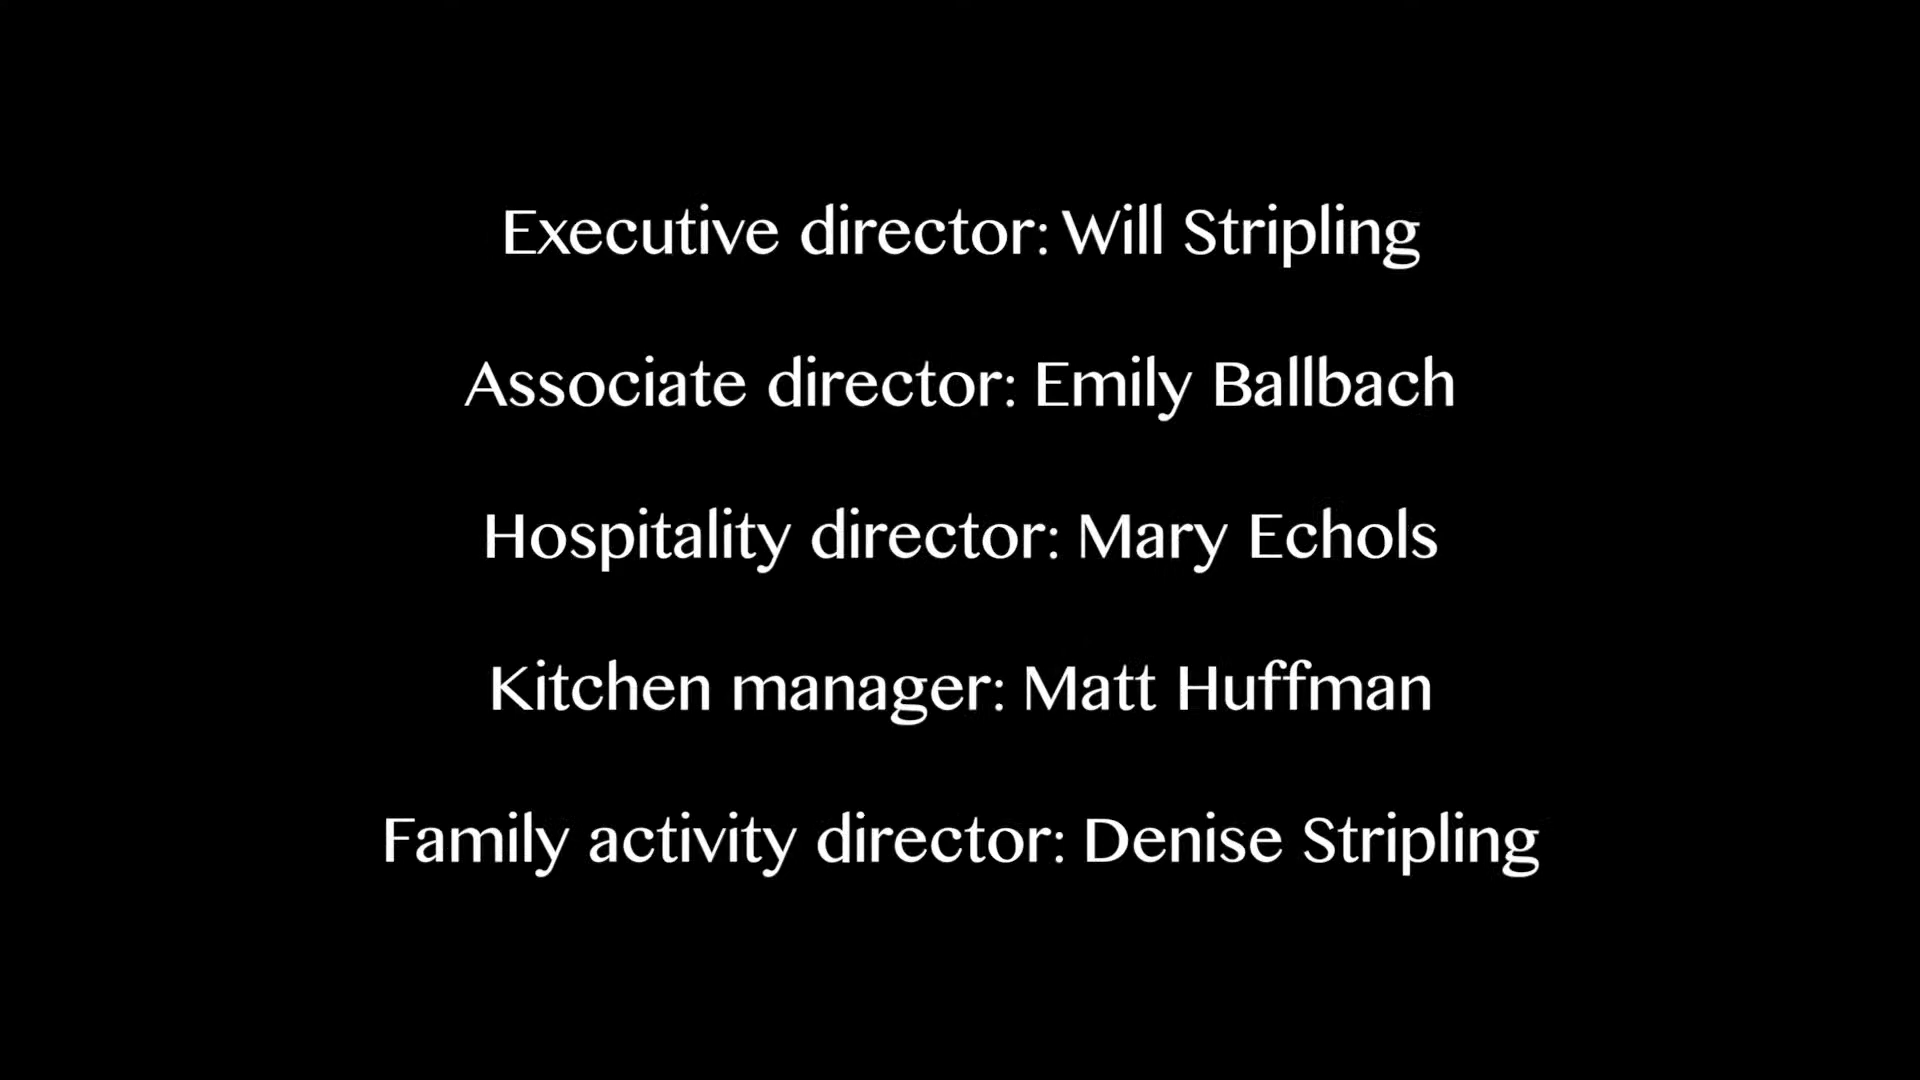 Executive director: Will Stripling
Associate director: Emily Ballbach
Hospitality director: Mary Echols
Kitchen manager: Matt Huffman
Family activity director: Denise Stripling